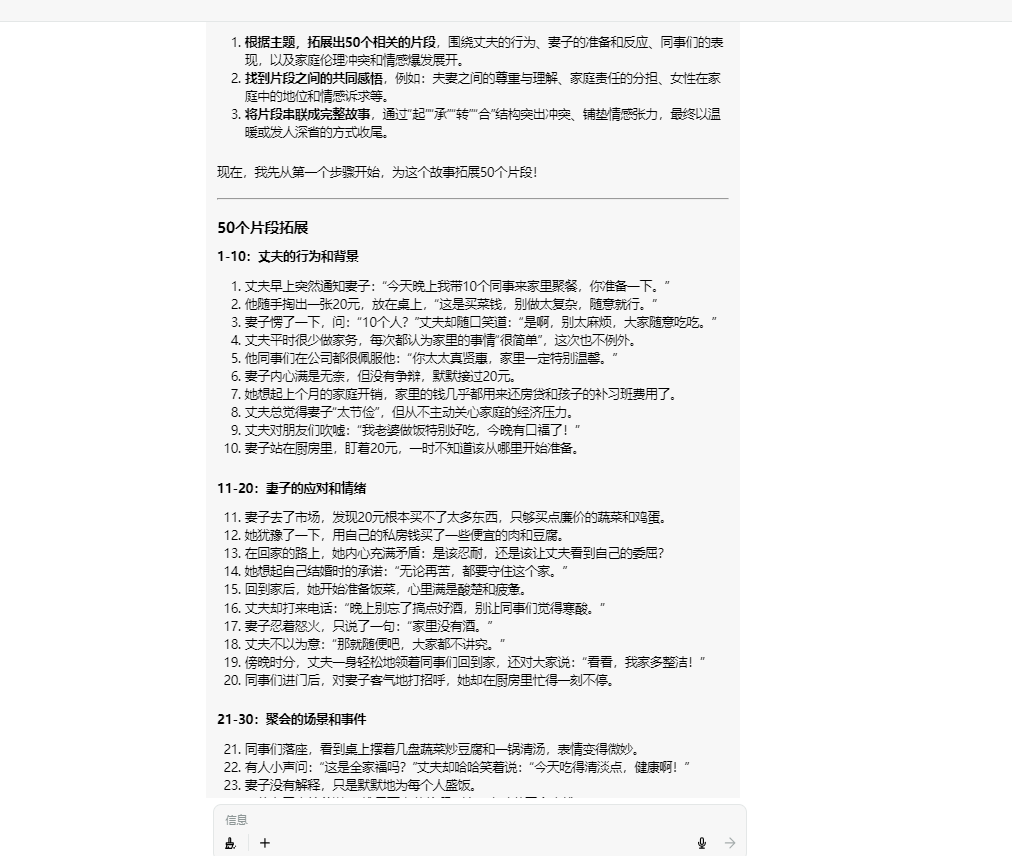 1. 根据主题，拓展出50个相关的片段，围绕丈夫的行为、妻子的准备和反应、同事们的表
现，以及家庭伦理冲突和情感爆发展开。
2. 找到片段之间的共同感悟，例如：夫妻之间的尊重与理解、家庭责任的分担、女性在家
庭中的地位和情感诉求等。
3. 将片段串联成完整故事，通过“起”“承”“转”“合”结构突出冲突、铺垫情感张力，最终以温
暖或发人深省的方式收尾。
现在，我先从第一个步骤开始，为这个故事拓展50个片段！
50个片段拓展
1-10：丈夫的行为和背景
1. 丈夫早上突然通知妻子：“今天晚上我带10个同事来家里聚餐，你准备一下。”
2. 他随手掏出一张20元，放在桌上，“这是买菜钱，别做太复杂，随意就行。”
3. 妻子愣了一下，问：“10个人？”丈夫却随口笑道：“是啊，别太麻烦，大家随意吃吃。”
4. 丈夫平时很少做家务，每次都认为家里的事情“很简单”，这次也不例外。
5. 他同事们在公司都很佩服他：“你太太真贤惠，家里一定特别温馨。”
6. 妻子内心满是无奈，但没有争辩，默默接过20元。
7. 她想起上个月的家庭开销，家里的钱几乎都用来还房贷和孩子的补习班费用了。
8. 丈夫总觉得妻子“太节俭”，但从不主动关心家庭的经济压力。
9. 丈夫对朋友们吹嘘：“我老婆做饭特别好吃，今晚有口福了！”
10. 妻子站在厨房里，盯着20元，一时不知道该从哪里开始准备。
11-20：妻子的应对和情绪
11. 妻子去了市场，发现20元根本买不了太多东西，只够买点廉价的蔬菜和鸡蛋。
12. 她犹豫了一下，用自己的私房钱买了一些便宜的肉和豆腐。
13. 在回家的路上，她内心充满矛盾：是该忍耐，还是该让丈夫看到自己的委屈？
14. 她想起自己结婚时的承诺：“无论再苦，都要守住这个家。”
15. 回到家后，她开始准备饭菜，心里满是酸楚和疲惫。
16. 丈夫却打来电话：“晚上别忘了搞点好酒，别让同事们觉得寒酸。”
17. 妻子忍着怒火，只说了一句：“家里没有酒。”
18. 丈夫不以为意：“那就随便吧，大家都不讲究。”
19. 傍晚时分，丈夫一身轻松地领着同事们回到家，还对大家说：“看看，我家多整洁！”
20. 同事们进门后，对妻子客气地打招呼，她却在厨房里忙得一刻不停。
21-30：聚会的场景和事件
21. 同事们落座，看到桌上摆着几盘蔬菜炒豆腐和一锅清汤，表情变得微妙。
22. 有人小声问：“这是全家福吗？”丈夫却哈哈笑着说：“今天吃得清淡点，健康啊！”
23. 妻子没有解释，只是默默地为每个人盛饭。
信息